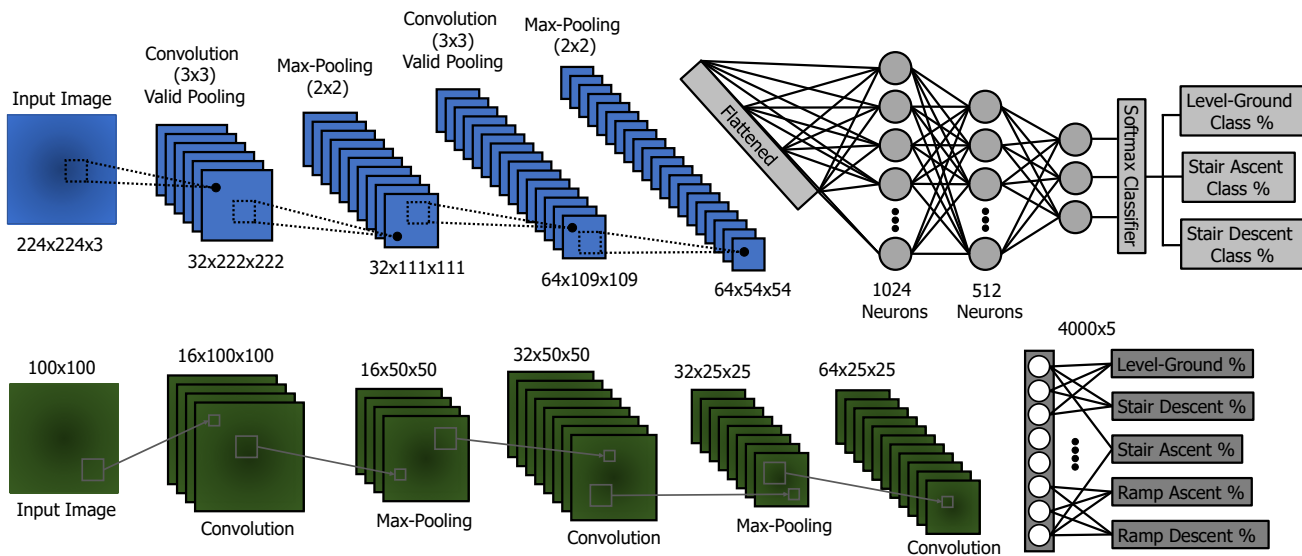 Input Image
224x224x3
Convolution
(3x3)
Valid Pooling
32x222x222
Max-Pooling
(2x2)
32x111x111
Convolution
(3x3)
Valid Pooling
64x109x109
Max-Pooling
(2x2)
64x54x54
Flattened
1024
Neurons
512
Neurons
Softmax Classifier
Level-Ground
Class %
Stair Ascent
Class %
Stair Descent
Class %
100x100
Input Image
16x100x100
Convolution
16x50x50
Max-Pooling
32x50x50
Convolution
32x25x25
Max-Pooling
64x25x25
Convolution
4000x5
Level-Ground %
Stair Descent %
Stair Ascent %
Ramp Ascent %
Ramp Descent %